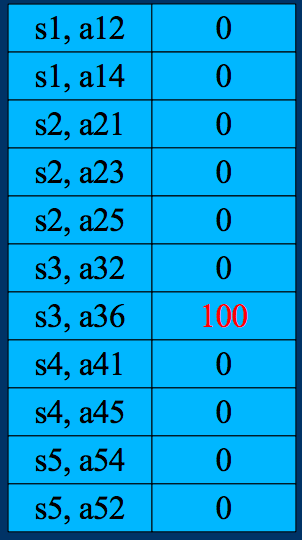 s1, a12 0
s1, a14 0
s2, a21 0
s2, a23 0
s2, a25 0
s3, a32 0
s3, a36 100
s4, a41 0
s4, a45 0
s5, a54 0
s5, a52 0